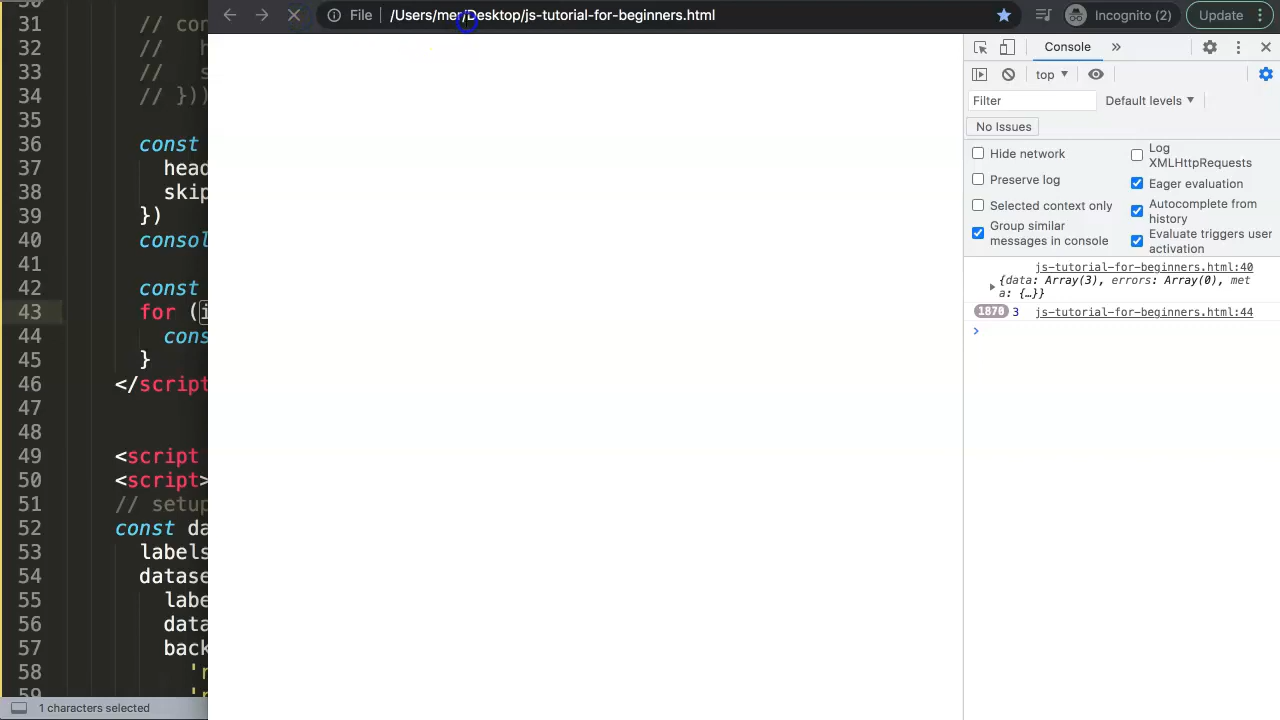 File /Users/mer/Desktop/js-tutorial-for-beginners.html Incognito (2) Update
Console »
top
Filter Default levels
No Issues
Hide network
Log XMLHttpRequests
Preserve log
Eager evaluation
Selected context only
Autocomplete from history
Group similar messages in console
Evaluate triggers user activation
js-tutorial-for-beginners.html:40
{data: Array(3), errors: Array(0), met
a: {…}}
1870 3 js-tutorial-for-beginners.html:44
31 // con
32 //
33 //
34 // }))
35
36 const
37 head
38 skip
39 })
40 consol
41
42 const
43 for (i
44 cons
45 }
46 </script
47
48
49 <script
50 <script>
51 // setup
52 const da
53 labels
54 datase
55 labe
56 data
57 back
58 'r
59
1 characters selected